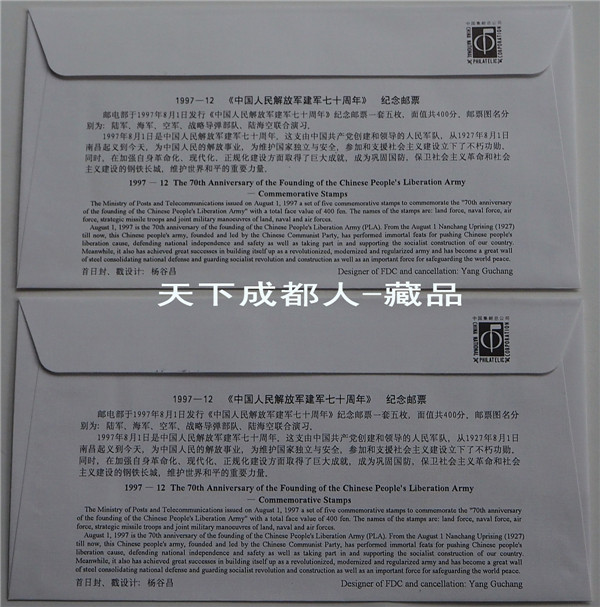 中国集邮总公司
CHINA NATIONAL
PHILATELIC
CORPORATION
1997—12 《中国人民解放军建军七十周年》 纪念邮票
邮电部于1997年8月1日发行《中国人民解放军建军七十周年》纪念邮票一套五枚，面值共400分，邮票图名分
别为：陆军、海军、空军、战略导弹部队、陆海空联合演习。
1997年8月1日是中国人民解放军建军七十周年，这支由中国共产党创建和领导的人民军队，从1927年8月1日
南昌起义到今天，为中国人民的解放事业，为维护国家独立与安全，参加和支援社会主义建设立下了不朽功勋。
同时，在加强自身革命化、现代化、正规化建设方面取得了巨大成就，成为巩固国防，保卫社会主义革命和社会
主义建设的钢铁长城，维护世界和平的重要力量。
1997 — 12 The 70th Anniversary of the Founding of the Chinese People's Liberation Army
— Commemorative Stamps
The Ministry of Posts and Telecommunications issued on August 1, 1997 a set of five commemorative stamps to commemorate the "70th anniversary
of the founding of the Chinese People's Liberation Army" with a total face value of 400 fen. The names of the stamps are: land force, naval force, air
force, strategic missile troops and joint military manoeuvres of land, naval and air forces.
August 1, 1997 is the 70th anniversary of the founding of the Chinese People's Liberation Army (PLA). From the August 1 Nanchang Uprising (1927)
till now, this people's army, founded and led by the Chinese Communist Party, has performed immortal feats for pushing Chinese people's
liberation cause, defending national independence and safety as well as taking part in and supporting the socialist construction of our country.
Meanwhile, it also has achieved great successes in building itself up as a revolutionized, modernized and regularized army and has become a great wall
of steel consolidating national defense and guarding socialist revolution and construction as well as an important force for safeguarding the world peace.
首日封、戳设计：杨谷昌 Designer of FDC and cancellation: Yang Guchang
天下成都人-藏品
中国集邮总公司
CHINA NATIONAL
PHILATELIC
CORPORATION
1997—12 《中国人民解放军建军七十周年》 纪念邮票
邮电部于1997年8月1日发行《中国人民解放军建军七十周年》纪念邮票一套五枚，面值共400分，邮票图名分
别为：陆军、海军、空军、战略导弹部队、陆海空联合演习。
1997年8月1日是中国人民解放军建军七十周年，这支由中国共产党创建和领导的人民军队，从1927年8月1日
南昌起义到今天，为中国人民的解放事业，为维护国家独立与安全，参加和支援社会主义建设立下了不朽功勋。
同时，在加强自身革命化、现代化、正规化建设方面取得了巨大成就，成为巩固国防，保卫社会主义革命和社会
主义建设的钢铁长城，维护世界和平的重要力量。
1997 — 12 The 70th Anniversary of the Founding of the Chinese People's Liberation Army
— Commemorative Stamps
The Ministry of Posts and Telecommunications issued on August 1, 1997 a set of five commemorative stamps to commemorate the "70th anniversary
of the founding of the Chinese People's Liberation Army" with a total face value of 400 fen. The names of the stamps are: land force, naval force, air
force, strategic missile troops and joint military manoeuvres of land, naval and air forces.
August 1, 1997 is the 70th anniversary of the founding of the Chinese People's Liberation Army (PLA). From the August 1 Nanchang Uprising (1927)
till now, this people's army, founded and led by the Chinese Communist Party, has performed immortal feats for pushing Chinese people's
liberation cause, defending national independence and safety as well as taking part in and supporting the socialist construction of our country.
Meanwhile, it also has achieved great successes in building itself up as a revolutionized, modernized and regularized army and has become a great wall
of steel consolidating national defense and guarding socialist revolution and construction as well as an important force for safeguarding the world peace.
首日封、戳设计：杨谷昌 Designer of FDC and cancellation: Yang Guchang